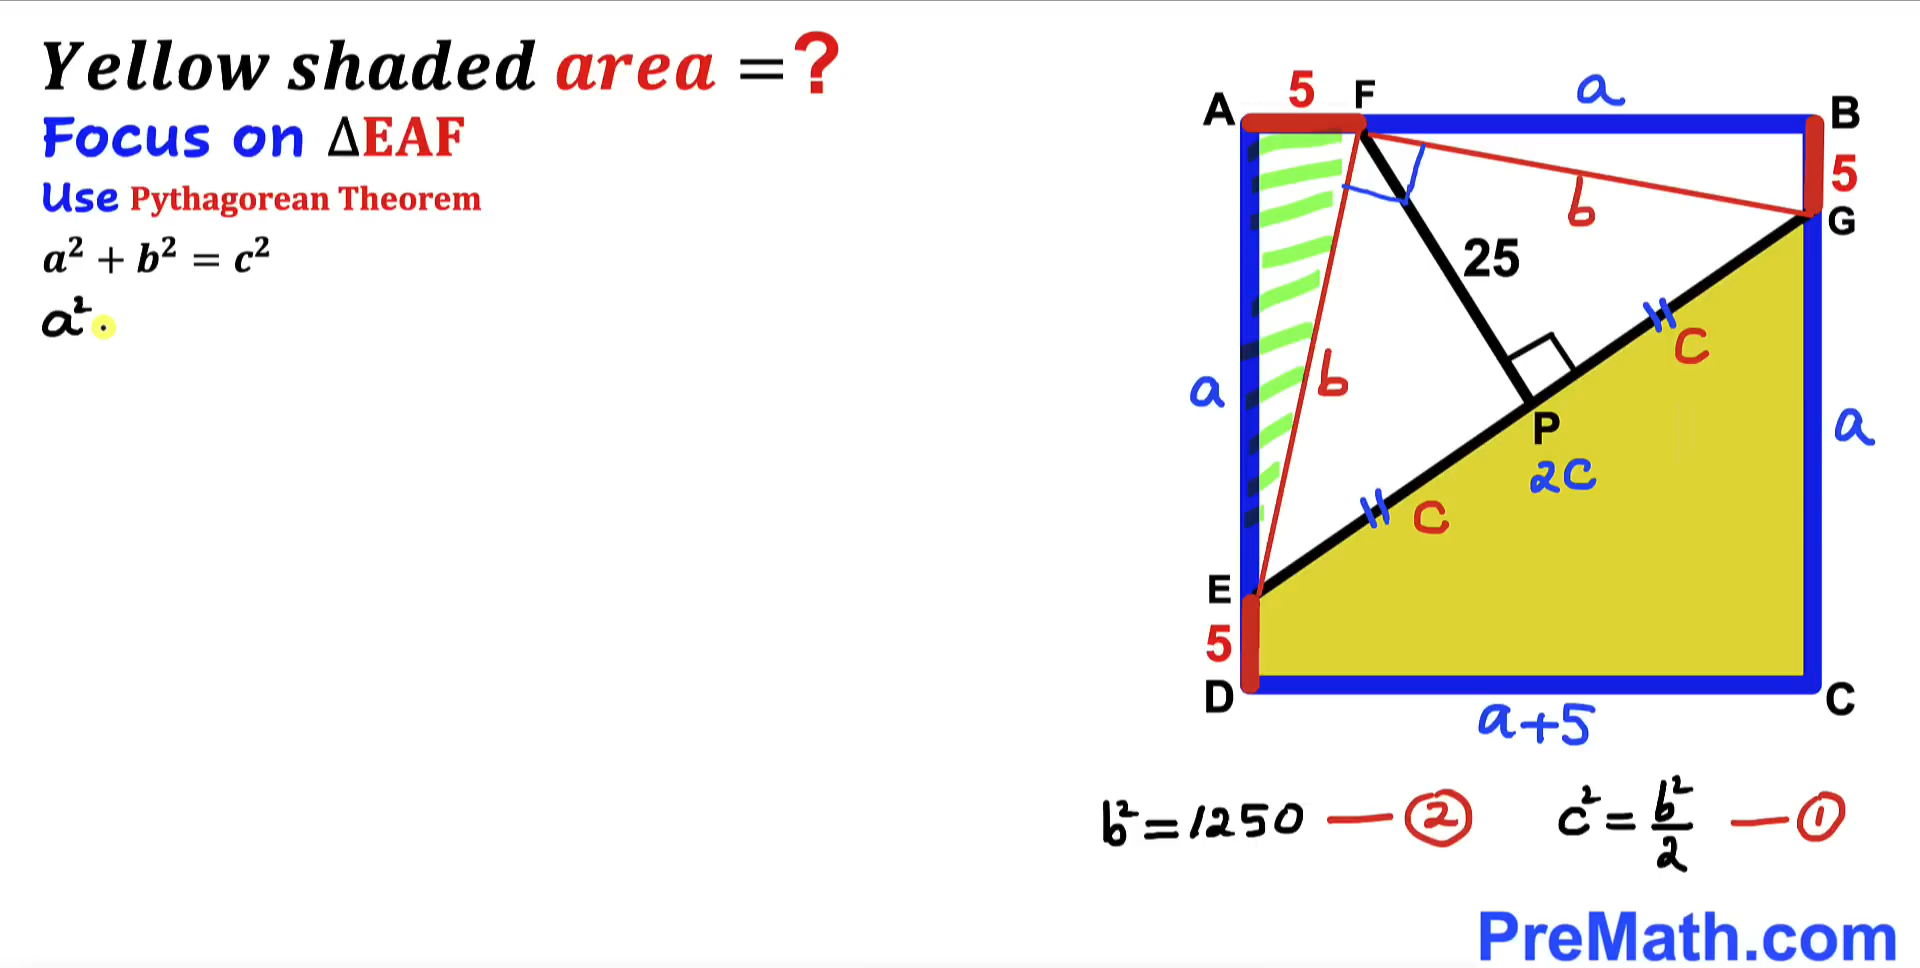 Yellow shaded area = ?
Focus on ΔEAF
Use Pythagorean Theorem
a² + b² = c²
a²
A 5 F a B
5
G
b
25
C
b
a
a
P
2C
C
E
5
D
C
a+5
b² = 1250 — ②
c² = b²/2 — ①
PreMath.com